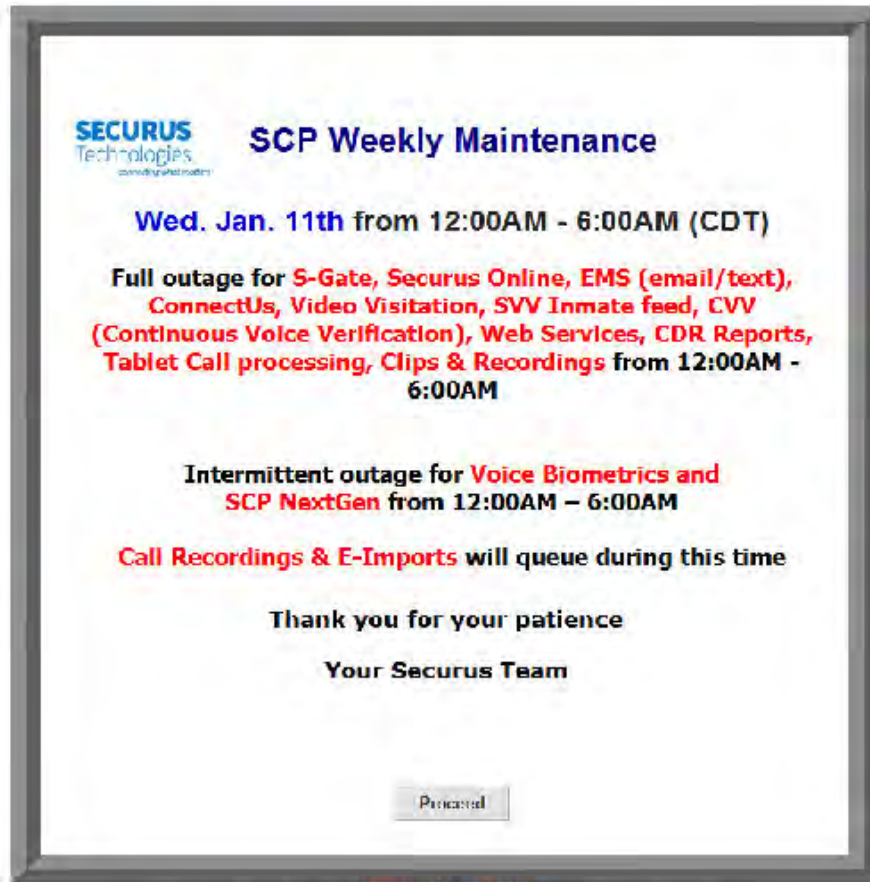 SECURUS
Technologies
SCP Weekly Maintenance
Wed. Jan. 11th from 12:00AM - 6:00AM (CDT)
Full outage for S-Gate, Securus Online, EMS (email/text),
ConnectUs, Video Visitation, SVV Inmate feed, CVV
(Continuous Voice Verification), Web Services, CDR Reports,
Tablet Call processing, Clips & Recordings from 12:00AM -
6:00AM
Intermittent outage for Voice Biometrics and
SCP NextGen from 12:00AM – 6:00AM
Call Recordings & E-Imports will queue during this time
Thank you for your patience
Your Securus Team
Proceed